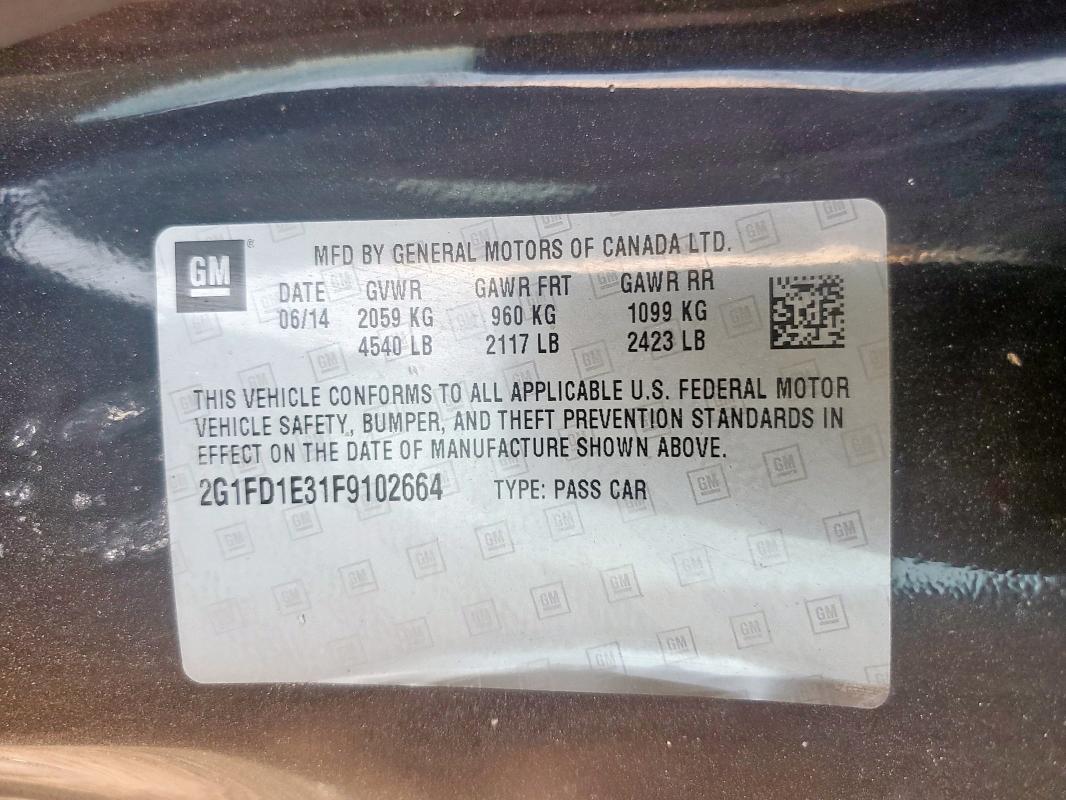 GM ®
MFD BY GENERAL MOTORS OF CANADA LTD.
DATE GVWR GAWR FRT GAWR RR
06/14 2059 KG 960 KG 1099 KG
4540 LB 2117 LB 2423 LB
THIS VEHICLE CONFORMS TO ALL APPLICABLE U.S. FEDERAL MOTOR
VEHICLE SAFETY, BUMPER, AND THEFT PREVENTION STANDARDS IN
EFFECT ON THE DATE OF MANUFACTURE SHOWN ABOVE.
2G1FD1E31F9102664 TYPE: PASS CAR